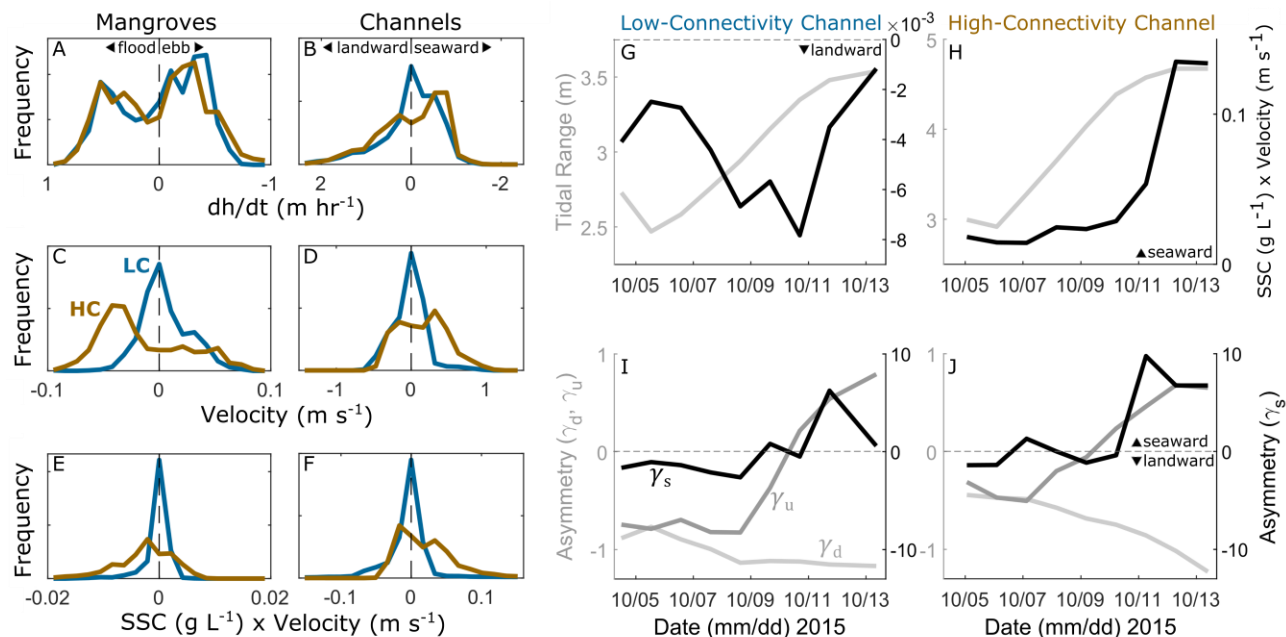 Mangroves
Channels
Low-Connectivity Channel
×10⁻³
High-Connectivity Channel
A
◄flood ebb►
B
◄ landward seaward ►
Frequency
1
0
-1
2
0
-2
dh/dt (m hr⁻¹)
C
LC
HC
D
Frequency
-0.1
0
0.1
-1
0
1
Velocity (m s⁻¹)
E
F
Frequency
-0.02
0
0.02
-0.1
0
0.1
SSC (g L⁻¹) x Velocity (m s⁻¹)
G
▼landward
Tidal Range (m)
3.5
3
2.5
0
-2
-4
-6
-8
10/05
10/07
10/09
10/11
10/13
H
▲seaward
5
4
3
0.1
0
SSC (g L⁻¹) x Velocity (m s⁻¹)
10/05
10/07
10/09
10/11
10/13
I
Asymmetry (γd, γu)
1
0
-1
10
0
-10
γs
γu
γd
10/05
10/07
10/09
10/11
10/13
Date (mm/dd) 2015
J
▲seaward
▼landward
1
0
-1
10
0
-10
Asymmetry (γs)
10/05
10/07
10/09
10/11
10/13
Date (mm/dd) 2015